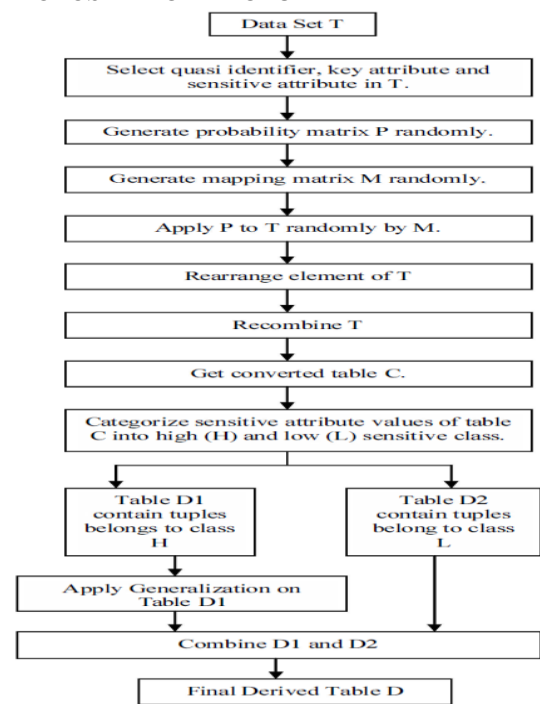 Data Set T
Select quasi identifier, key attribute and
sensitive attribute in T.
Generate probability matrix P randomly.
Generate mapping matrix M randomly.
Apply P to T randomly by M.
Rearrange element of T
Recombine T
Get converted table C.
Categorize sensitive attribute values of table
C into high (H) and low (L) sensitive class.
Table D1
contain tuples
belongs to class
H
Table D2
contain tuples
belong to class
L
Apply Generalization on
Table D1
Combine D1 and D2
Final Derived Table D